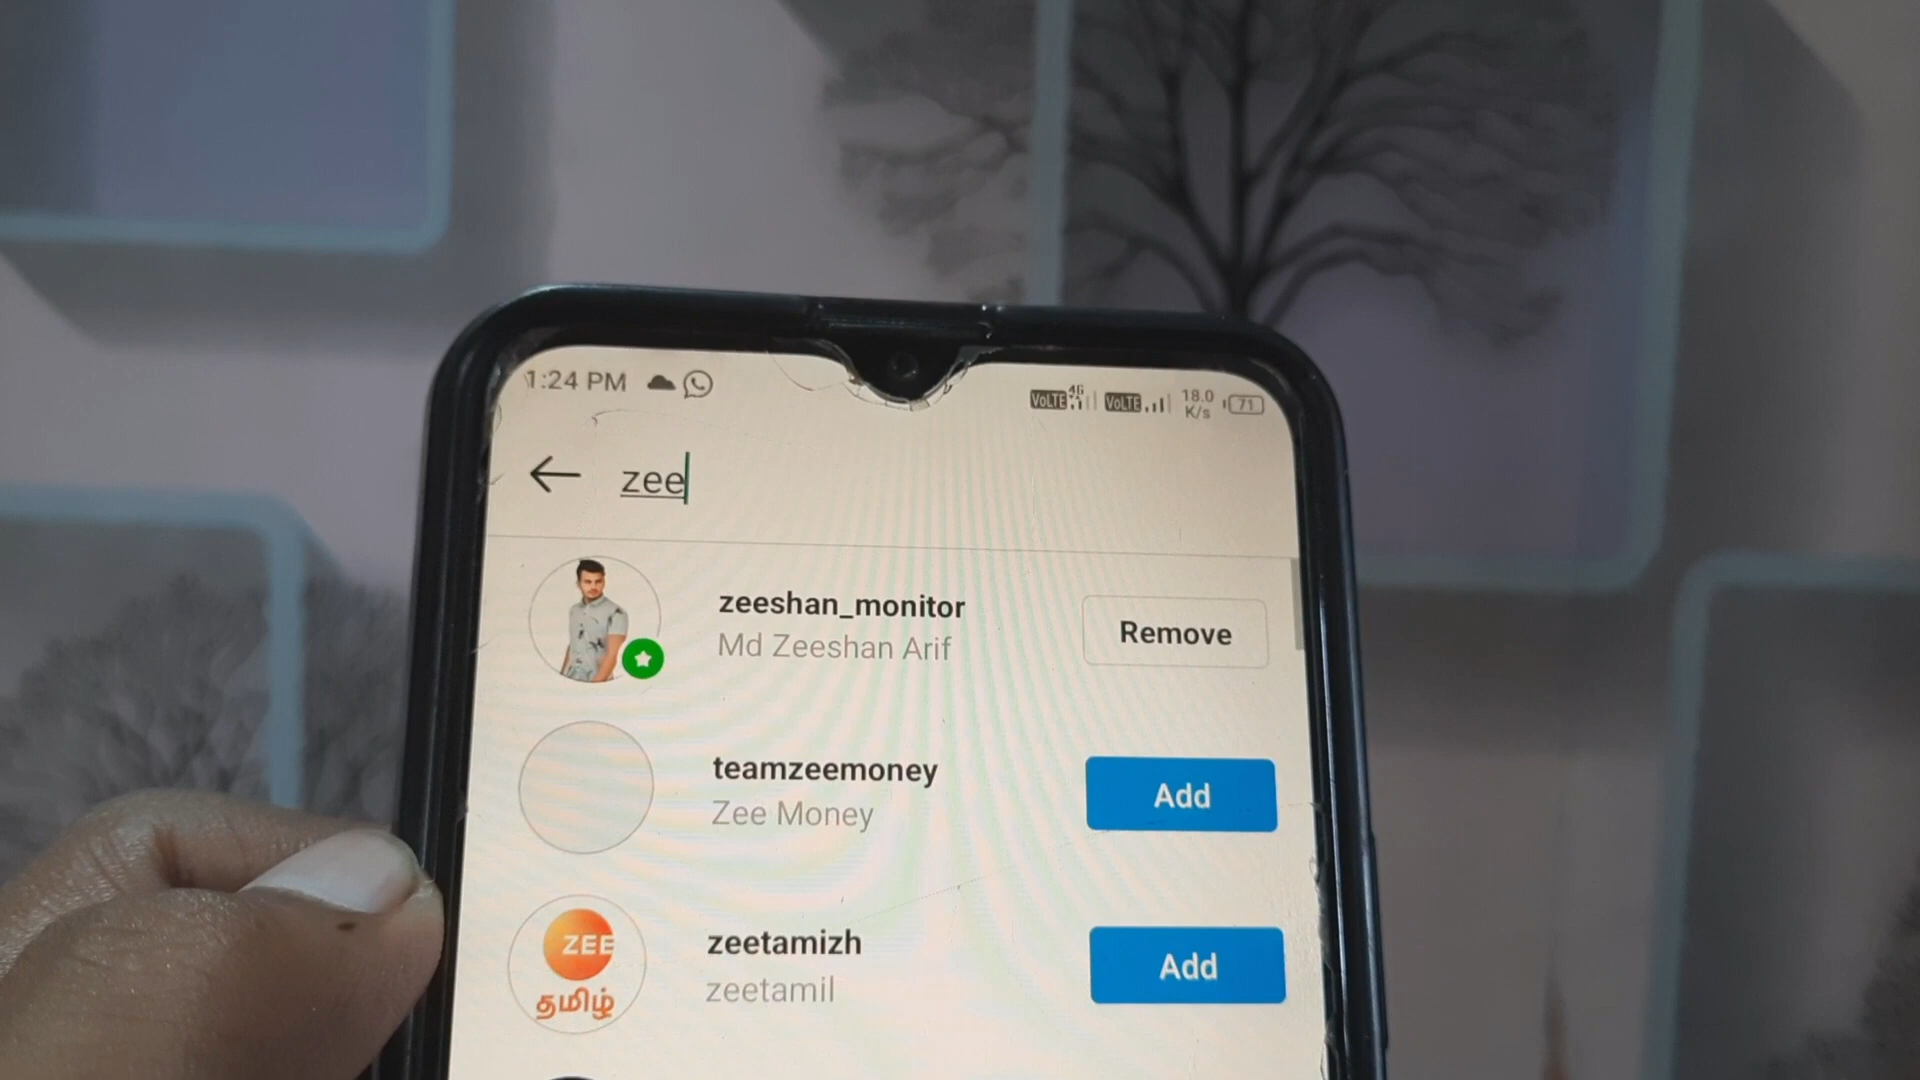 1:24 PM
VoLTE 4G VoLTE 18.0 K/s 71
zee
zeeshan_monitor
Md Zeeshan Arif
Remove
teamzeemoney
Zee Money
Add
ZEE
தமிழ்
zeetamizh
zeetamil
Add